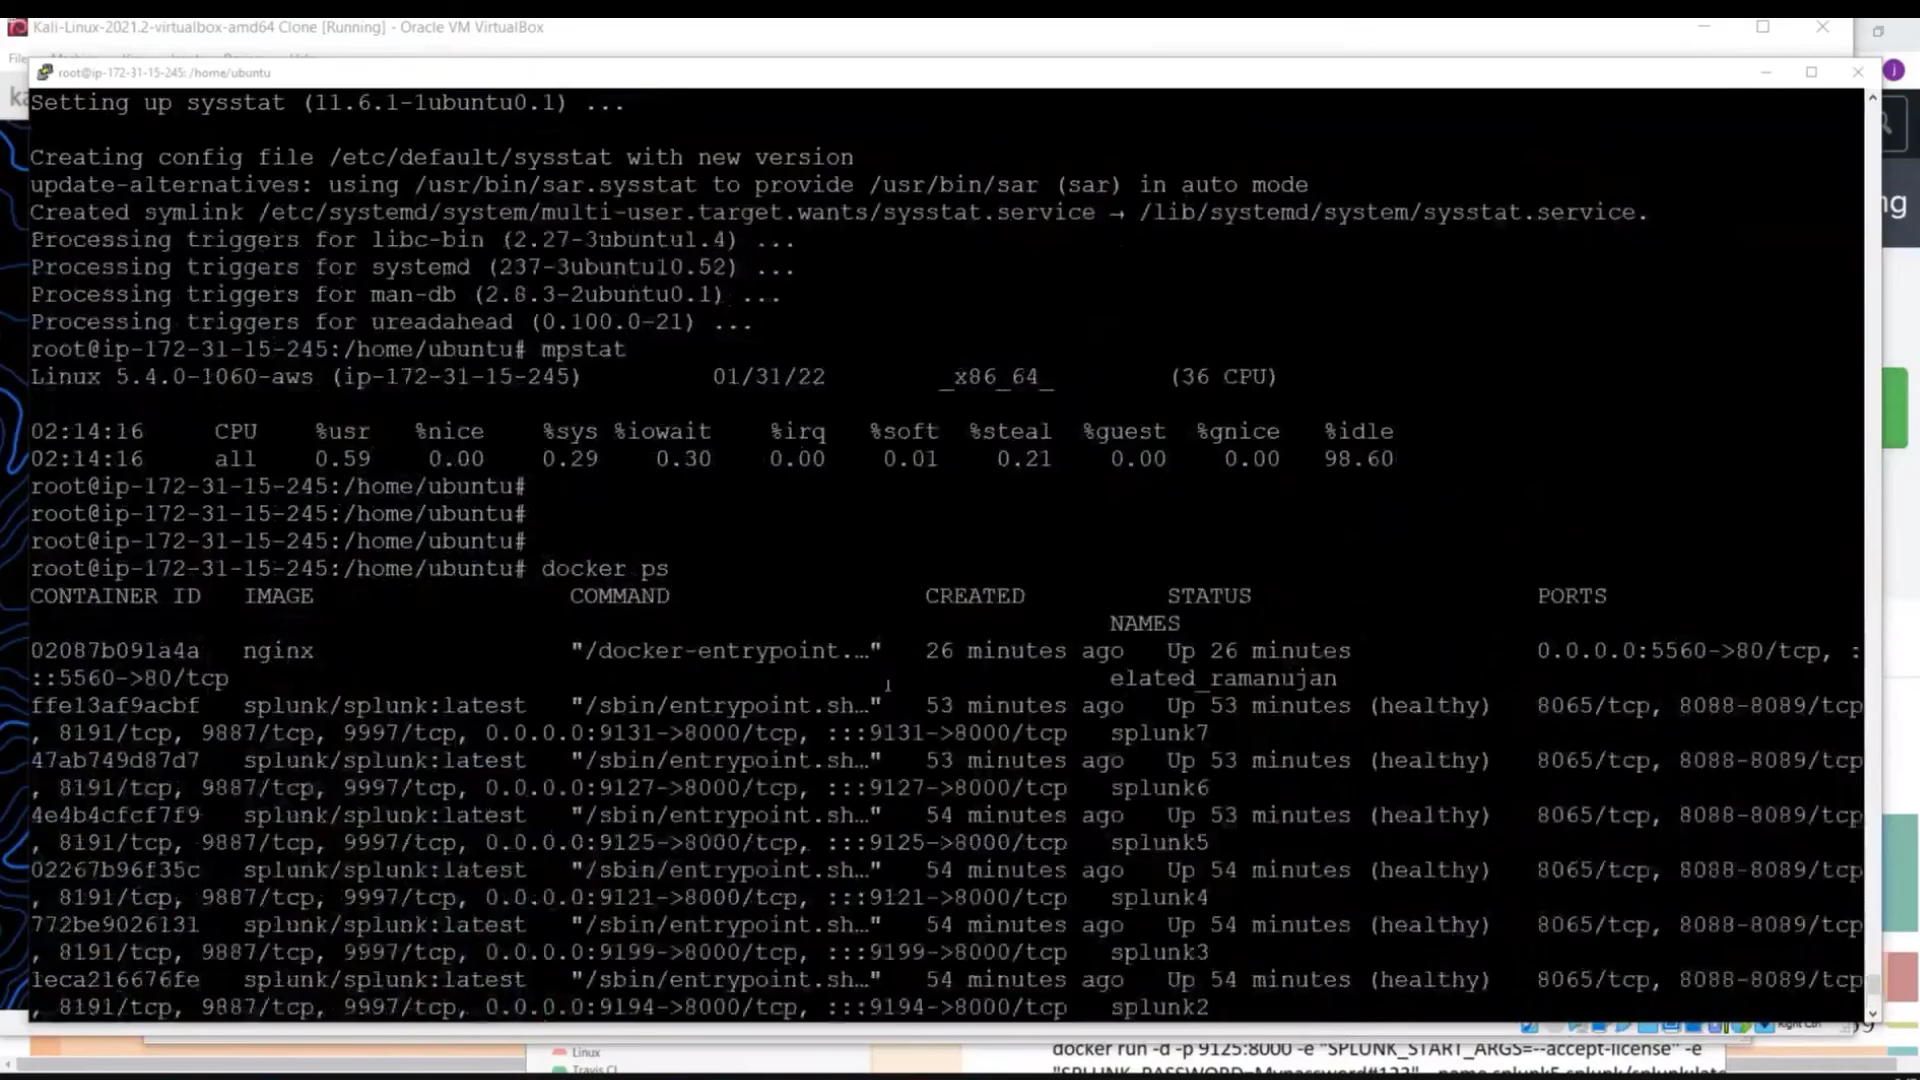 Kali-Linux-2021.2-virtualbox-amd64 Clone [Running] - Oracle VM VirtualBox
root@ip-172-31-15-245: /home/ubuntu
Setting up sysstat (11.6.1-1ubuntu0.1) ...
Creating config file /etc/default/sysstat with new version
update-alternatives: using /usr/bin/sar.sysstat to provide /usr/bin/sar (sar) in auto mode
Created symlink /etc/systemd/system/multi-user.target.wants/sysstat.service → /lib/systemd/system/sysstat.service.
Processing triggers for libc-bin (2.27-3ubuntu1.4) ...
Processing triggers for systemd (237-3ubuntu10.52) ...
Processing triggers for man-db (2.8.3-2ubuntu0.1) ...
Processing triggers for ureadahead (0.100.0-21) ...
root@ip-172-31-15-245:/home/ubuntu# mpstat
Linux 5.4.0-1060-aws (ip-172-31-15-245) 01/31/22 _x86_64_ (36 CPU)
02:14:16 CPU %usr %nice %sys %iowait %irq %soft %steal %guest %gnice %idle
02:14:16 all 0.59 0.00 0.29 0.30 0.00 0.01 0.21 0.00 0.00 98.60
root@ip-172-31-15-245:/home/ubuntu#
root@ip-172-31-15-245:/home/ubuntu#
root@ip-172-31-15-245:/home/ubuntu#
root@ip-172-31-15-245:/home/ubuntu# docker ps
CONTAINER ID IMAGE COMMAND CREATED STATUS PORTS
NAMES
02087b091a4a nginx "/docker-entrypoint.…" 26 minutes ago Up 26 minutes 0.0.0.0:5560->80/tcp, :
::5560->80/tcp elated_ramanujan
ffe13af9acbf splunk/splunk:latest "/sbin/entrypoint.sh…" 53 minutes ago Up 53 minutes (healthy) 8065/tcp, 8088-8089/tcp
, 8191/tcp, 9887/tcp, 9997/tcp, 0.0.0.0:9131->8000/tcp, :::9131->8000/tcp splunk7
47ab749d87d7 splunk/splunk:latest "/sbin/entrypoint.sh…" 53 minutes ago Up 53 minutes (healthy) 8065/tcp, 8088-8089/tcp
, 8191/tcp, 9887/tcp, 9997/tcp, 0.0.0.0:9127->8000/tcp, :::9127->8000/tcp splunk6
4e4b4cfcf7f9 splunk/splunk:latest "/sbin/entrypoint.sh…" 54 minutes ago Up 53 minutes (healthy) 8065/tcp, 8088-8089/tcp
, 8191/tcp, 9887/tcp, 9997/tcp, 0.0.0.0:9125->8000/tcp, :::9125->8000/tcp splunk5
02267b96f35c splunk/splunk:latest "/sbin/entrypoint.sh…" 54 minutes ago Up 54 minutes (healthy) 8065/tcp, 8088-8089/tcp
, 8191/tcp, 9887/tcp, 9997/tcp, 0.0.0.0:9121->8000/tcp, :::9121->8000/tcp splunk4
772be9026131 splunk/splunk:latest "/sbin/entrypoint.sh…" 54 minutes ago Up 54 minutes (healthy) 8065/tcp, 8088-8089/tcp
, 8191/tcp, 9887/tcp, 9997/tcp, 0.0.0.0:9199->8000/tcp, :::9199->8000/tcp splunk3
1eca216676fe splunk/splunk:latest "/sbin/entrypoint.sh…" 54 minutes ago Up 54 minutes (healthy) 8065/tcp, 8088-8089/tcp
, 8191/tcp, 9887/tcp, 9997/tcp, 0.0.0.0:9194->8000/tcp, :::9194->8000/tcp splunk2
Right Ctrl
Linux
docker run -d -p 9125:8000 -e "SPLUNK_START_ARGS=--accept-license" -e